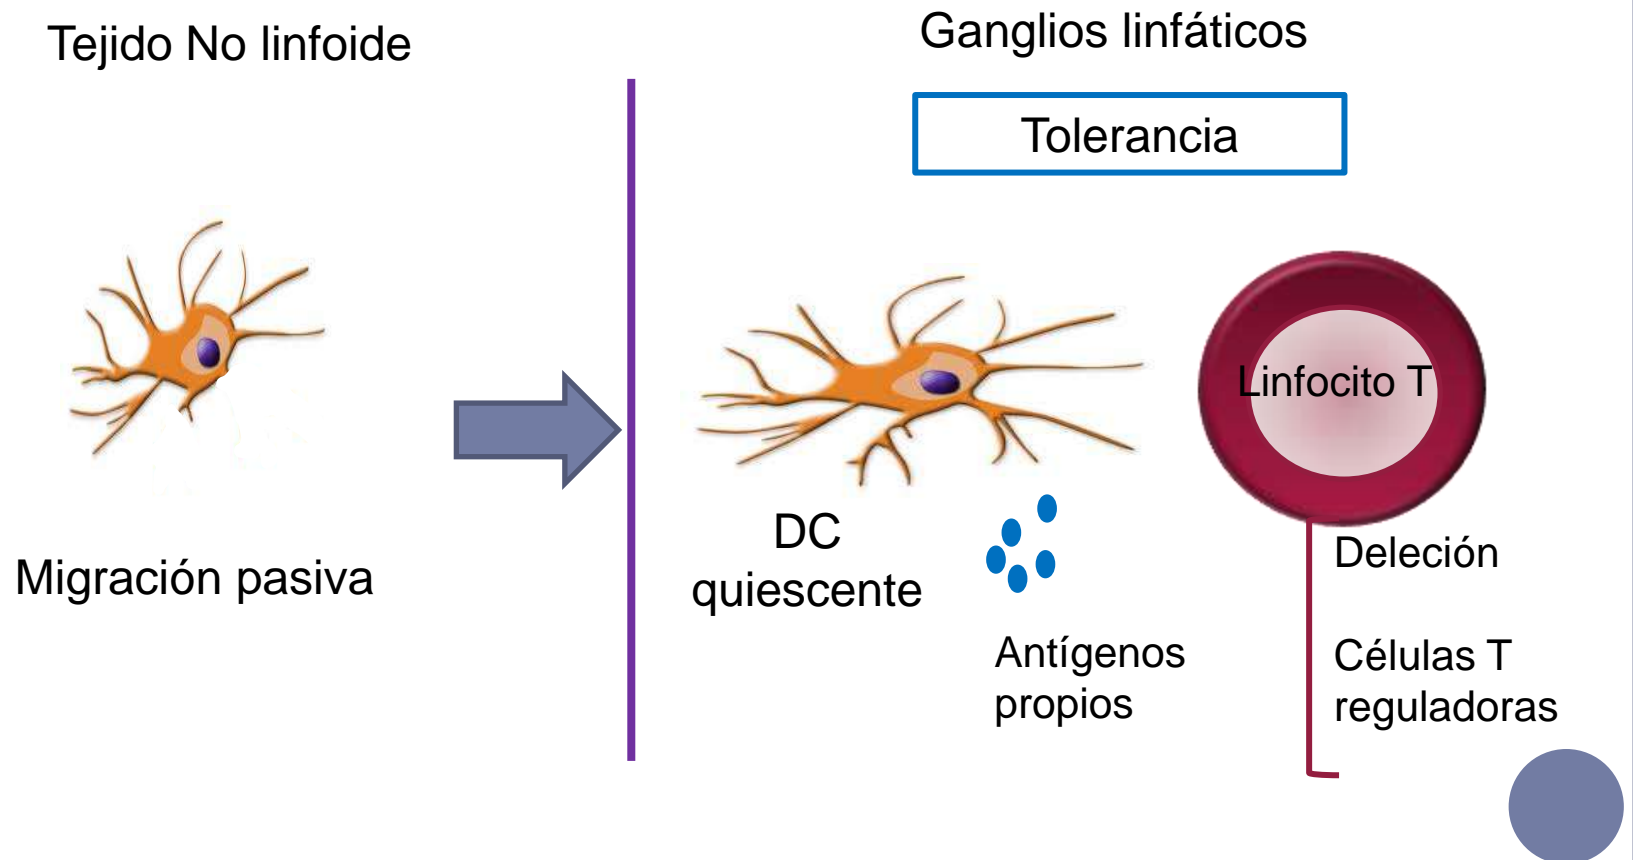 Tejido No linfoide
Ganglios linfáticos
Tolerancia
Linfocito T
Migración pasiva
DC
quiescente
Antígenos
propios
Deleción
Células T
reguladoras